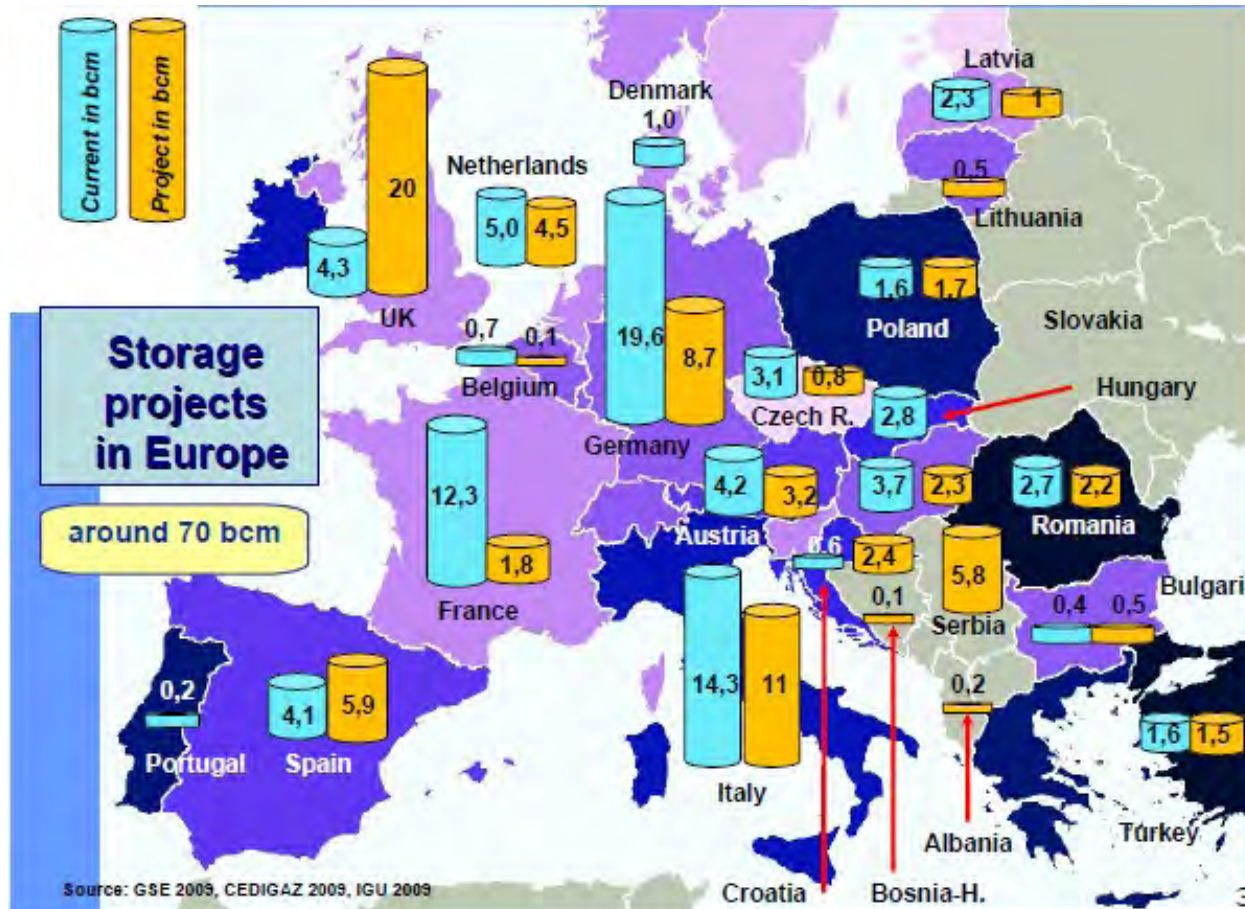 Current in bcm
Project in bcm
Latvia
2,3
1
Denmark
1,0
0,5
Lithuania
Netherlands
5,0
4,5
20
4,3
UK
1,6
1,7
Poland
Slovakia
Storage
projects
in Europe
0,7
0,1
Belgium
19,6
8,7
Germany
3,1
0,8
Czech R.
2,8
Hungary
around 70 bcm
12,3
1,8
France
4,2
3,2
Austria
3,7
2,3
2,7
2,2
Romania
0,6
2,4
5,8
Serbia
0,1
Bulgari
0,4
0,5
0,2
Portugal
4,1
5,9
Spain
14,3
11
Italy
0,2
1,6
1,5
Albania
Turkey
Source: GSE 2009, CEDIGAZ 2009, IGU 2009
Croatia
Bosnia-H.
3